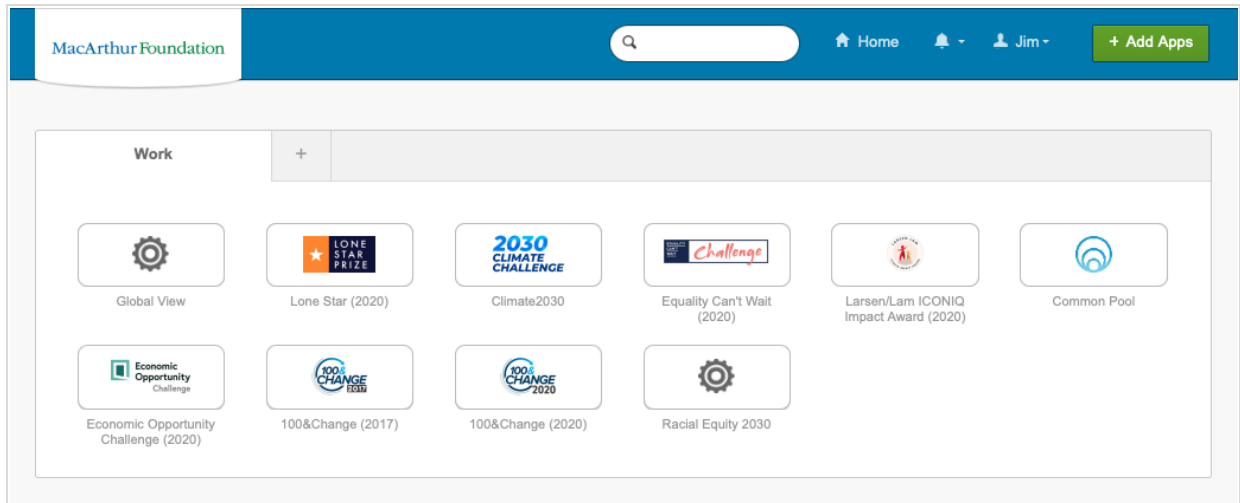 MacArthur Foundation
Home
Jim
+ Add Apps
Work
+
LONE
STAR
PRIZE
2030
CLIMATE
CHALLENGE
Challenge
Global View
Lone Star (2020)
Climate2030
Equality Can't Wait
(2020)
Larsen/Lam ICONIQ
Impact Award (2020)
Common Pool
Economic
Opportunity
Challenge
100&
CHANGE
2017
100&
CHANGE
2020
Economic Opportunity
Challenge (2020)
100&Change (2017)
100&Change (2020)
Racial Equity 2030